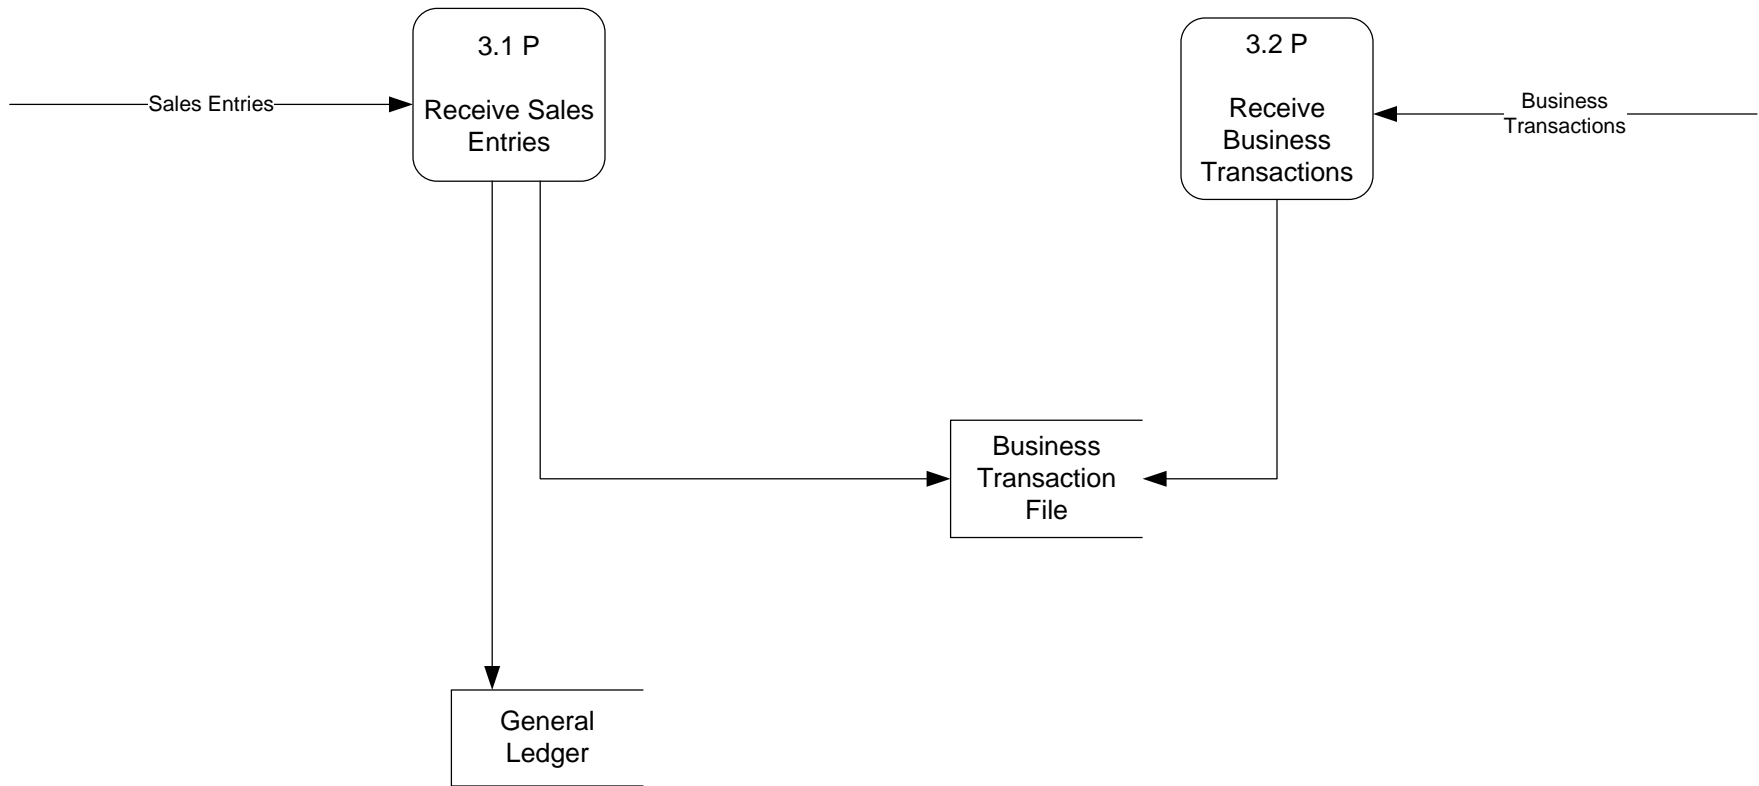 3.1 P
Receive Sales
Entries
Sales Entries
3.2 P
Receive
Business
Transactions
Business
Transactions
Business
Transaction
File
General
Ledger